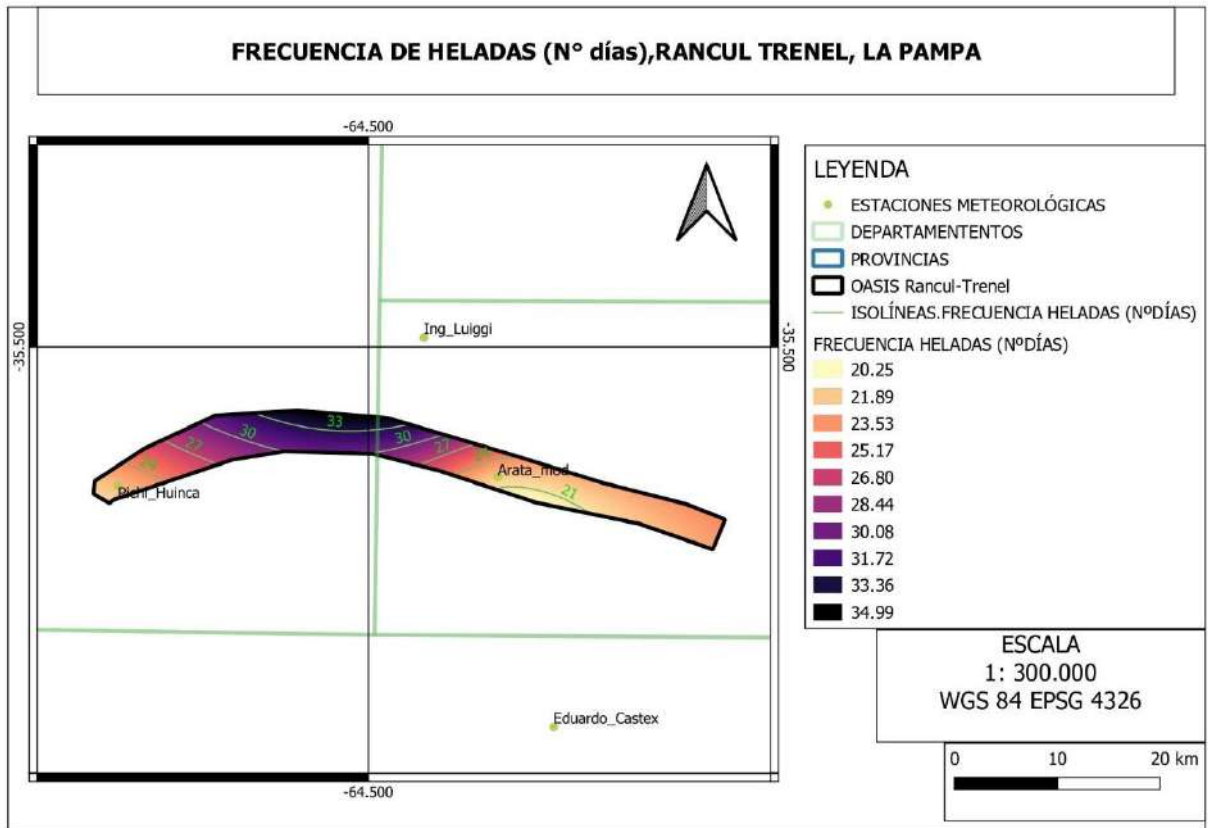 FRECUENCIA DE HELADAS (N° días),RANCUL TRENEL, LA PAMPA
-64.500
-35.500
-35.500
Ing_Luiggi
33
30
30
27
27
24
24
21
Pichi_Huinca
Arata_mod
Eduardo_Castex
-64.500
LEYENDA
ESTACIONES METEOROLÓGICAS
DEPARTAMENTENTOS
PROVINCIAS
OASIS Rancul-Trenel
ISOLÍNEAS.FRECUENCIA HELADAS (NºDÍAS)
FRECUENCIA HELADAS (NºDÍAS)
20.25
21.89
23.53
25.17
26.80
28.44
30.08
31.72
33.36
34.99
ESCALA
1: 300.000
WGS 84 EPSG 4326
0 10 20 km